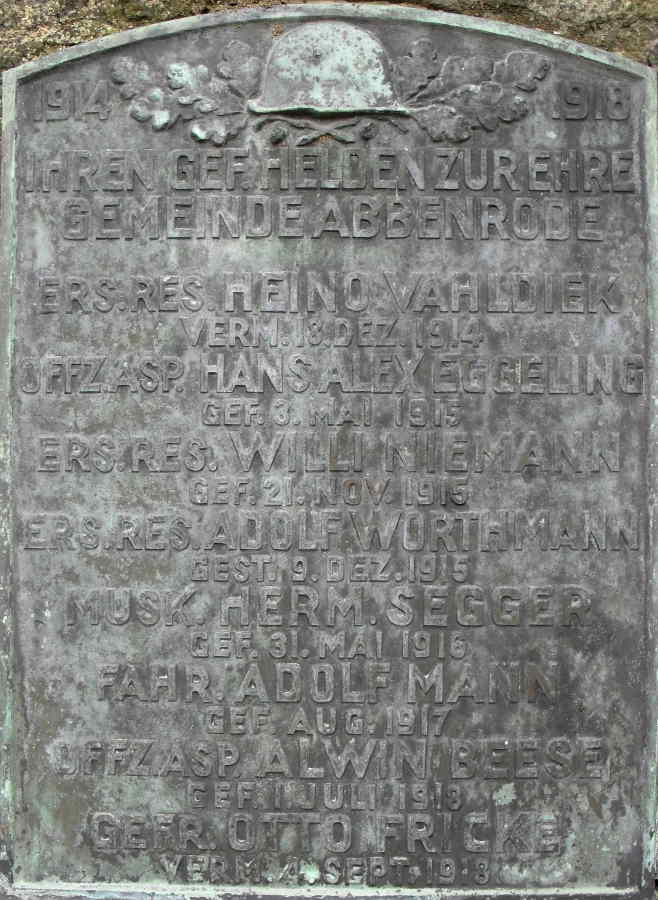 1914 1918
IHREN GEF. HELDEN ZUR EHRE
GEMEINDE ABBENRODE
ERS. RES. HEINO VAHLDIEK
VERM. 18. DEZ. 1914
OFFZ. ASP. HANS ALEX EGGELING
GEF. 3. MAI 1915
ERS. RES. WILLI NIEMANN
GEF. 21. NOV. 1915
ERS. RES. ADOLF WORTHMANN
GEST. 9. DEZ. 1915
MUSK. HERM. SEGGER
GEF. 31. MAI 1916
FAHR. ADOLF MANN
GEF. AUG. 1917
OFFZ. ASP. ALWIN BEESE
GEF. 1. JULI 1918
GEFR. OTTO FRICKE
VERM. 4. SEPT. 1918